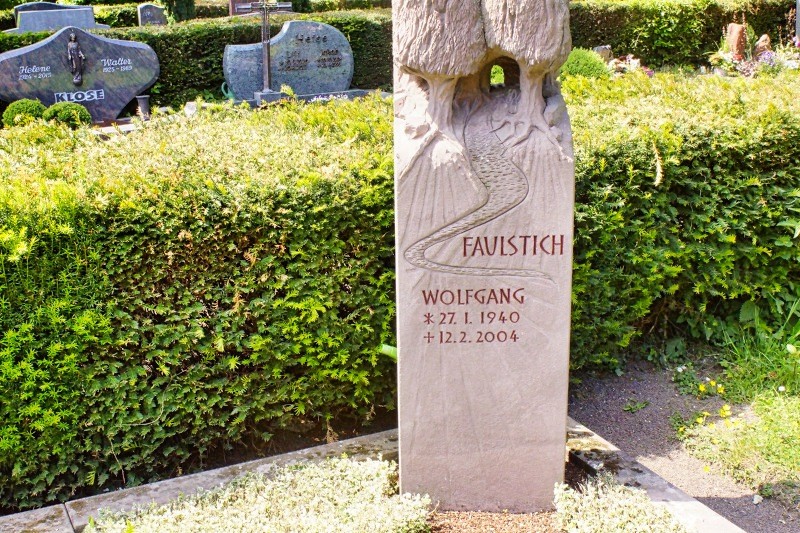 Helene
Walter
KLOSE
FAULSTICH
WOLFGANG
* 27. 1. 1940
† 12. 2. 2004